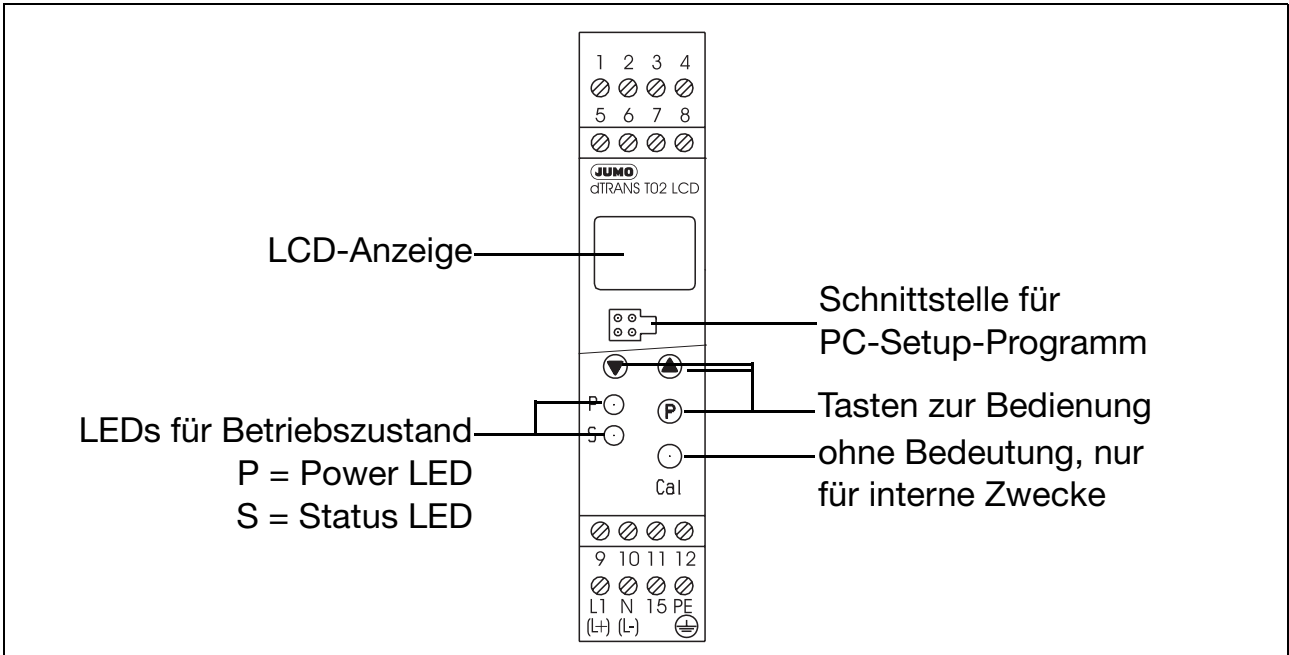 1 2 3 4
5 6 7 8
JUMO
dTRANS T02 LCD
LCD-Anzeige
Schnittstelle für
PC-Setup-Programm
P
P
Tasten zur Bedienung
LEDs für Betriebszustand
S
P = Power LED
S = Status LED
ohne Bedeutung, nur
für interne Zwecke
Cal
9 10 11 12
L1 N 15 PE
(L+) (L-)